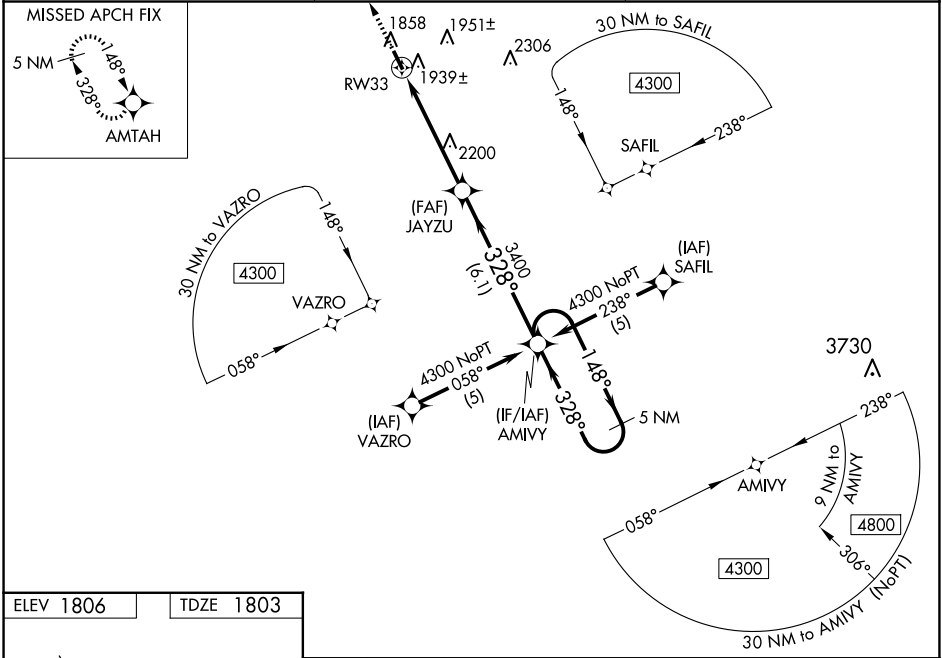 MISSED APCH FIX
5 NM
148°
328°
AMTAH
1858
1951±
2306
1939±
RW33
2200
(FAF)
JAYZU
3400
328°
(6.1)
30 NM to SAFIL
4300
148°
238°
SAFIL
30 NM to VAZRO
4300
148°
VAZRO
058°
(IAF)
SAFIL
4300 NoPT
238°
(5)
4300 NoPT
058°
(5)
(IAF)
VAZRO
(IF/IAF)
AMIVY
148°
328°
5 NM
3730
238°
AMIVY
9 NM to
AMIVY
058°
4800
4300
306°
30 NM to AMIVY (NoPT)
ELEV 1806
TDZE 1803